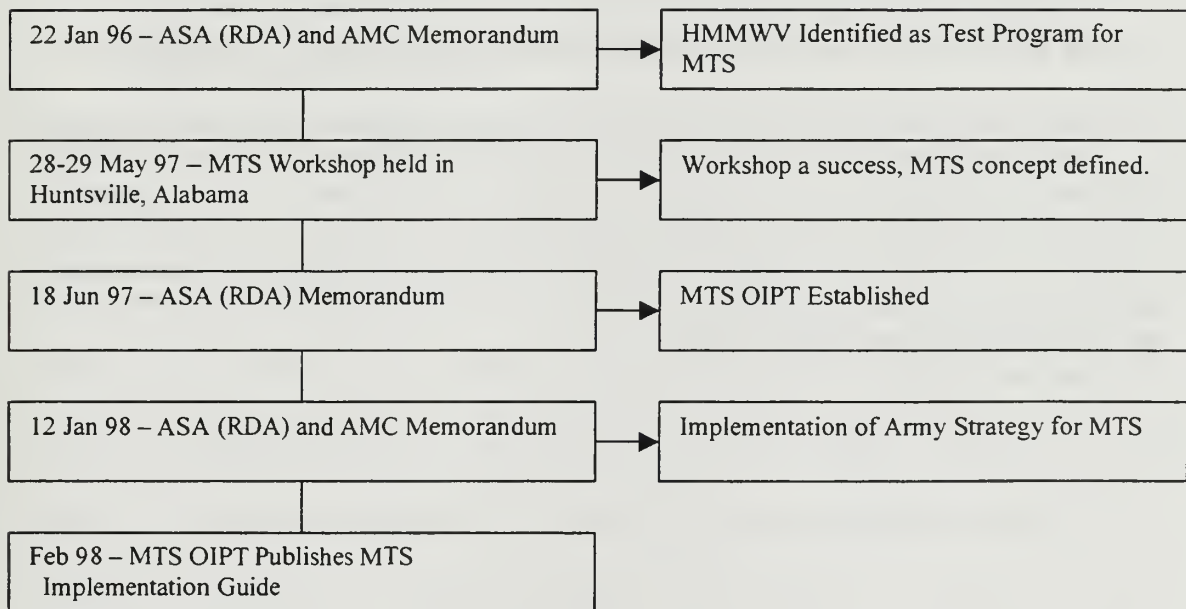 22 Jan 96 – ASA (RDA) and AMC Memorandum
HMMWV Identified as Test Program for
MTS
28-29 May 97 – MTS Workshop held in
Huntsville, Alabama
Workshop a success, MTS concept defined.
18 Jun 97 – ASA (RDA) Memorandum
MTS OIPT Established
12 Jan 98 – ASA (RDA) and AMC Memorandum
Implementation of Army Strategy for MTS
Feb 98 – MTS OIPT Publishes MTS
Implementation Guide